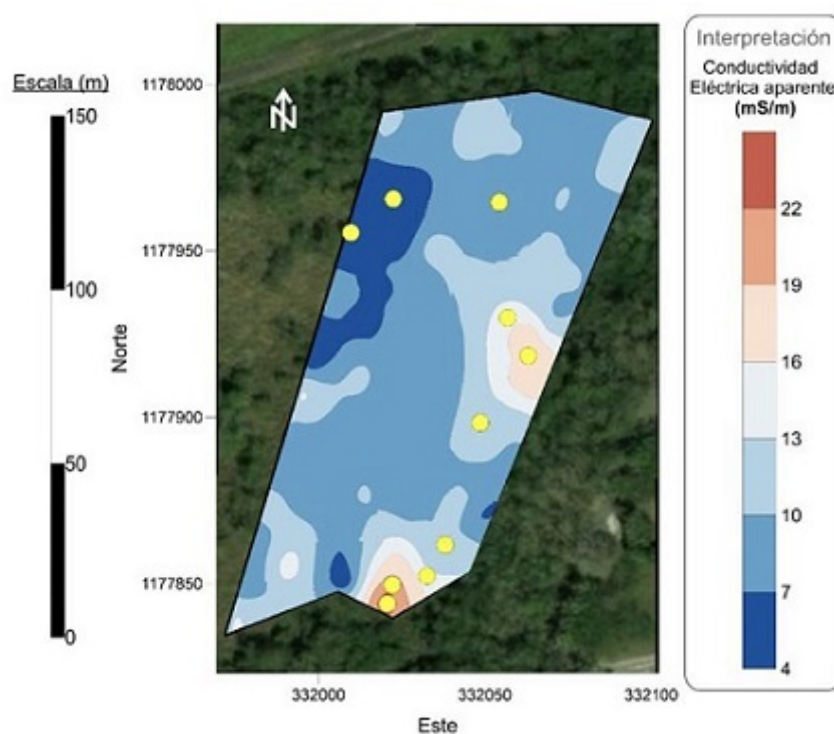 Escala (m)
150
100
50
0
Norte
1178000
1177950
1177900
1177850
N
332000
332050
332100
Este
Interpretación
Conductividad
Eléctrica aparente
(mS/m)
22
19
16
13
10
7
4